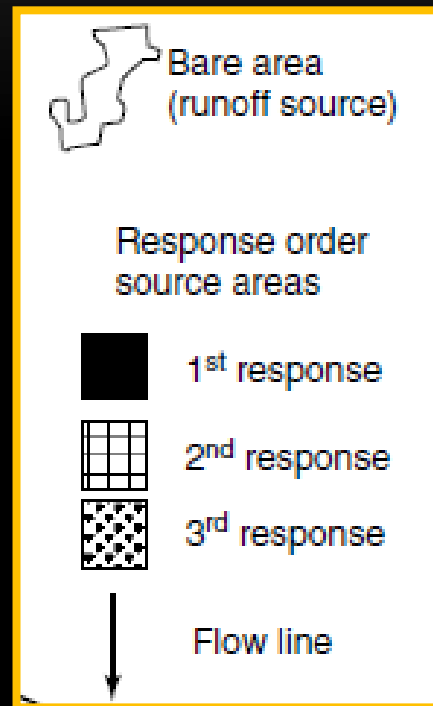 Bare area
(runoff source)
Response order
source areas
1st response
2nd response
3rd response
Flow line